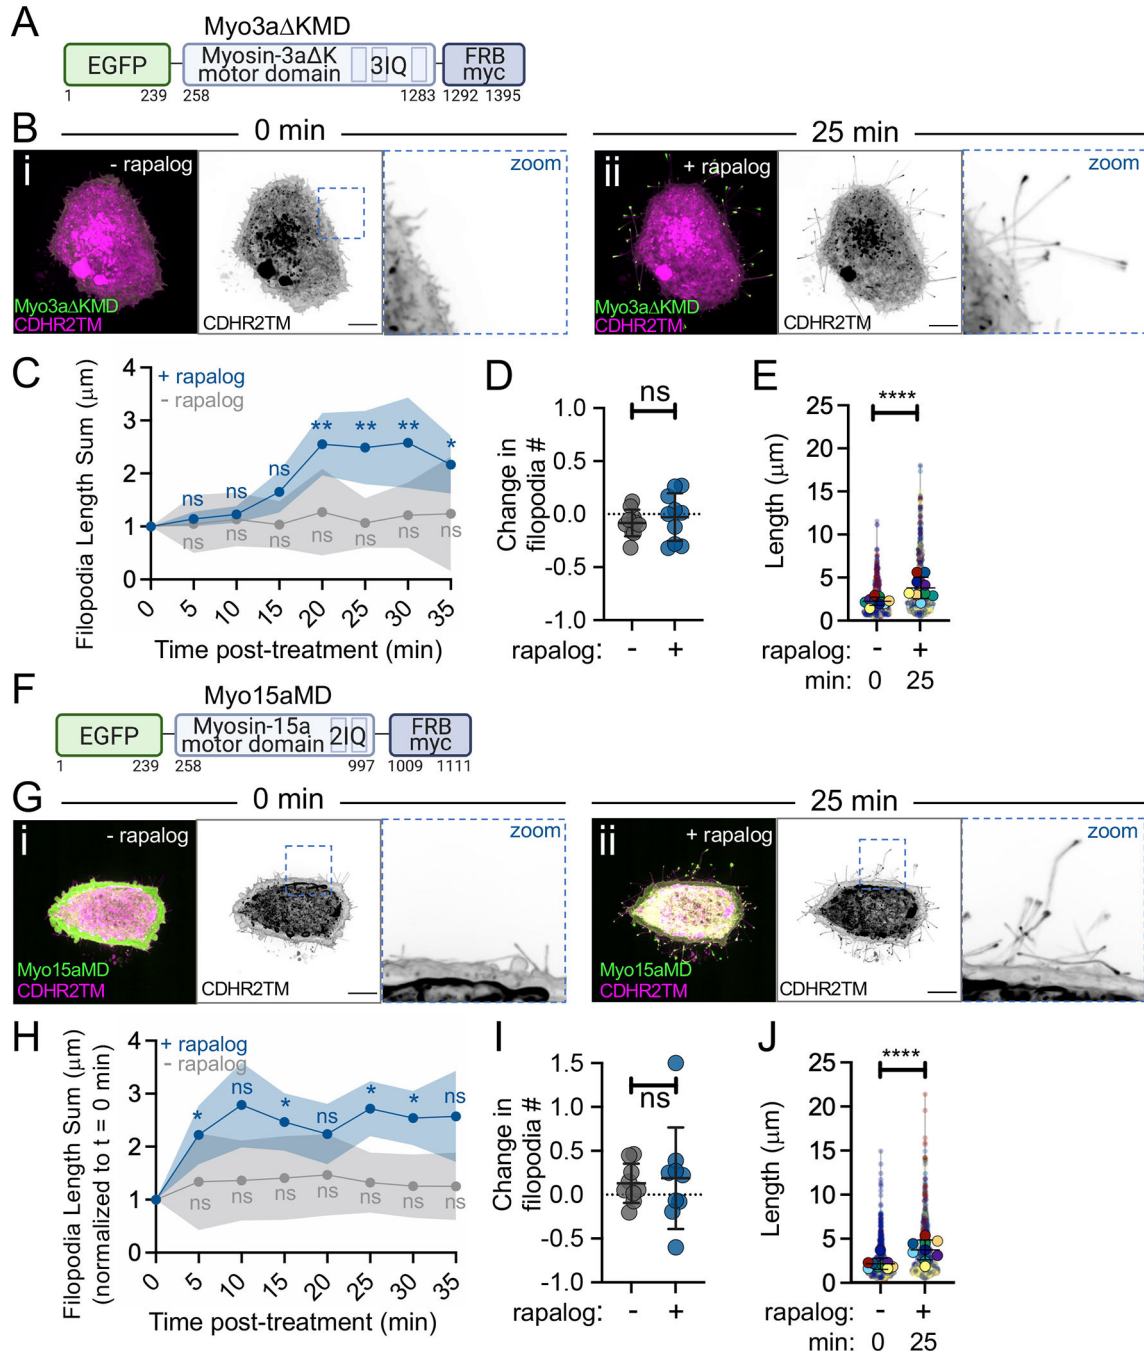 A
Myo3aΔKMD
EGFP
Myosin-3aΔK
motor domain
3IQ
FRB
myc
1
239
258
1283
1292
1395
B
0 min
25 min
i
- rapalog
zoom
ii
+ rapalog
zoom
Myo3aΔKMD
CDHR2TM
CDHR2TM
Myo3aΔKMD
CDHR2TM
CDHR2TM
C
Filopodia Length Sum (μm)
4
3
2
1
0
+ rapalog
- rapalog
ns
ns
ns
**
**
**
*
ns
ns
ns
ns
ns
ns
ns
0
5
10
15
20
25
30
35
Time post-treatment (min)
D
Change in
filopodia #
1.0
0.5
0.0
-0.5
-1.0
ns
rapalog:
-
+
E
Length (μm)
25
20
15
10
5
0
****
rapalog:
-
+
min:
0
25
F
Myo15aMD
EGFP
Myosin-15a
motor domain
2IQ
FRB
myc
1
239
258
997
1009
1111
G
0 min
25 min
i
- rapalog
zoom
ii
+ rapalog
zoom
Myo15aMD
CDHR2TM
CDHR2TM
Myo15aMD
CDHR2TM
CDHR2TM
H
Filopodia Length Sum (μm)
(normalized to t = 0 min)
4
3
2
1
0
+ rapalog
- rapalog
*
ns
*
ns
*
*
ns
ns
ns
ns
ns
ns
ns
ns
0
5
10
15
20
25
30
35
Time post-treatment (min)
I
Change in
filopodia #
1.5
1.0
0.5
0.0
-0.5
-1.0
ns
rapalog:
-
+
J
Length (μm)
25
20
15
10
5
0
****
rapalog:
-
+
min:
0
25